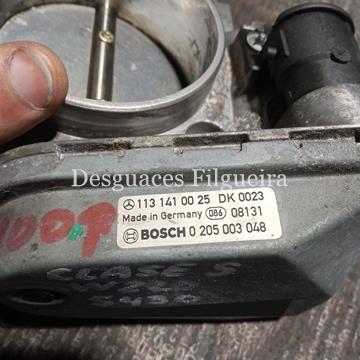 Desguaces Filgueira
113 141 00 25 DK 0023
Made in Germany 086 08131
BOSCH 0 205 003 048
CLASE S